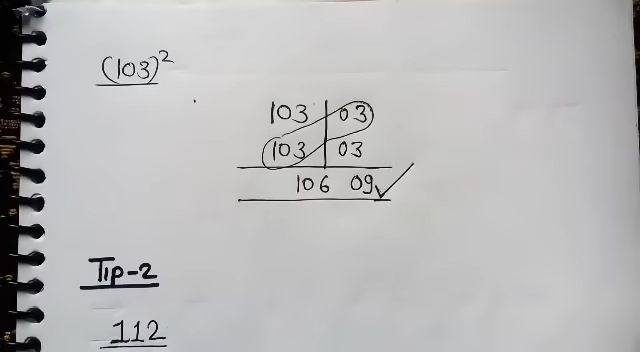 (103)²
103 | 03
103 | 03
106 09 ✓
Tip-2
112